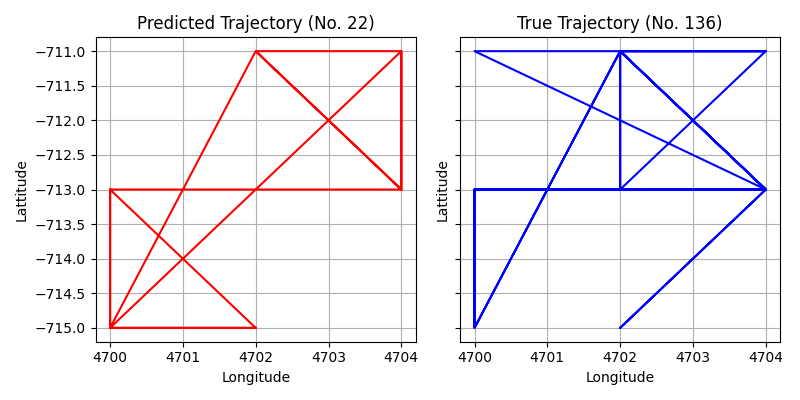 Predicted Trajectory (No. 22)
True Trajectory (No. 136)
−711.0
−711.5
−712.0
−712.5
−713.0
−713.5
−714.0
−714.5
−715.0
Lattitude
Lattitude
4700 4701 4702 4703 4704
4700 4701 4702 4703 4704
Longitude
Longitude